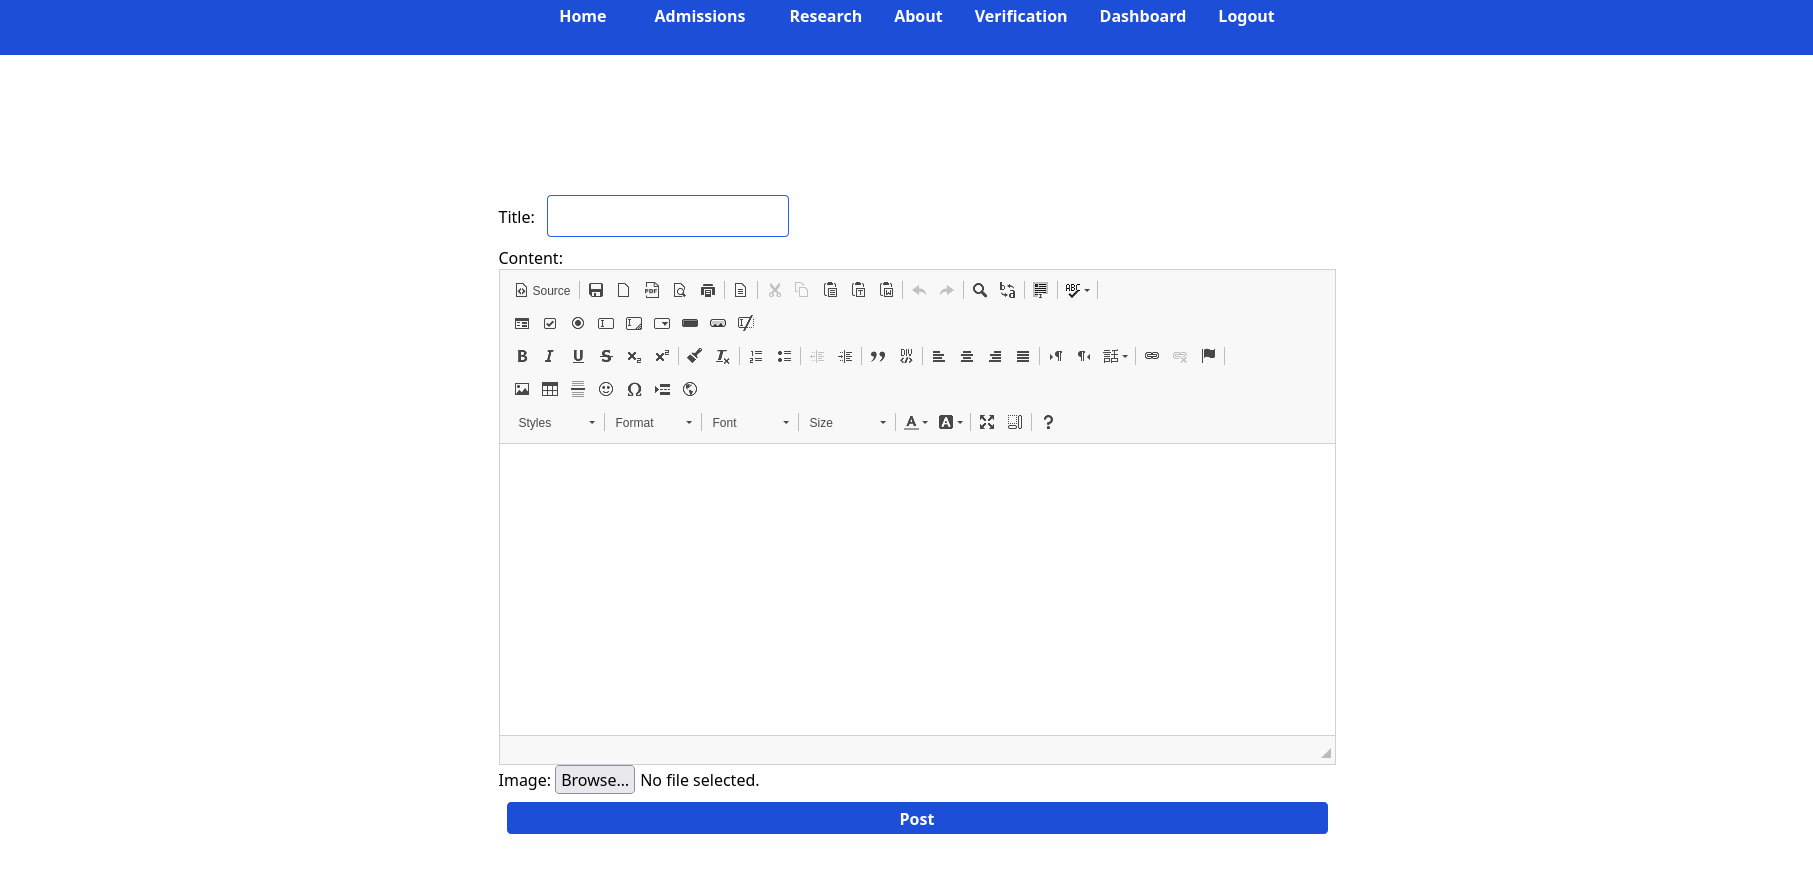 Home Admissions Research About Verification Dashboard Logout
Title:
Content:
Source
Styles Format Font Size
Image: Browse... No file selected.
Post